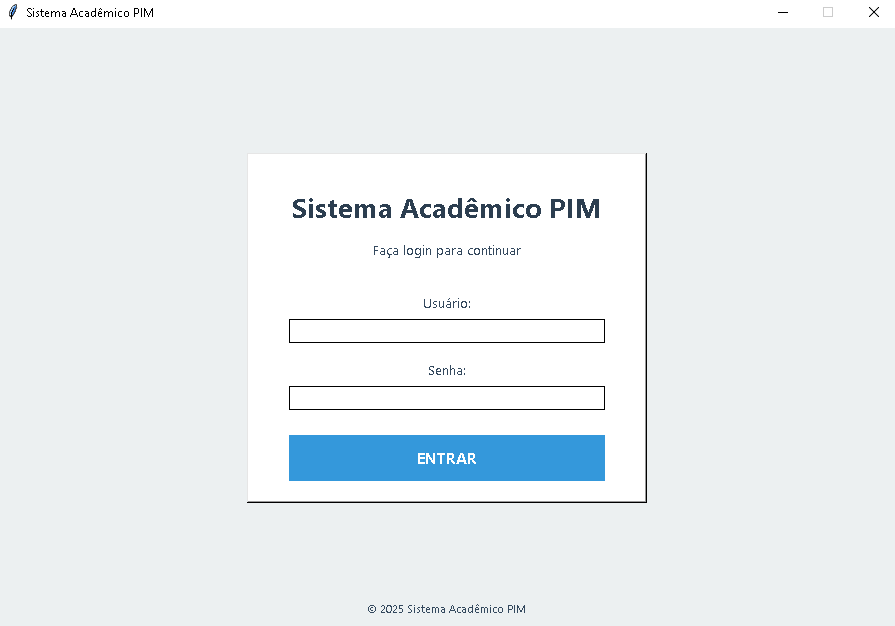 Sistema Acadêmico PIM
Sistema Acadêmico PIM
Faça login para continuar
Usuário:
Senha:
ENTRAR
© 2025 Sistema Acadêmico PIM